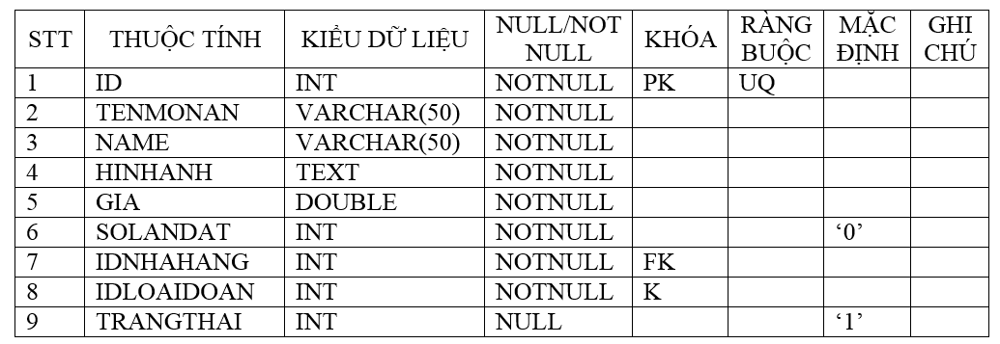 STT THUỘC TÍNH KIỂU DỮ LIỆU NULL/NOT NULL KHÓA RÀNG BUỘC MẶC ĐỊNH GHI CHÚ
1 ID INT NOTNULL PK UQ
2 TENMONAN VARCHAR(50) NOTNULL
3 NAME VARCHAR(50) NOTNULL
4 HINHANH TEXT NOTNULL
5 GIA DOUBLE NOTNULL
6 SOLANDAT INT NOTNULL ‘0’
7 IDNHAHANG INT NOTNULL FK
8 IDLOAIDOAN INT NOTNULL K
9 TRANGTHAI INT NULL ‘1’